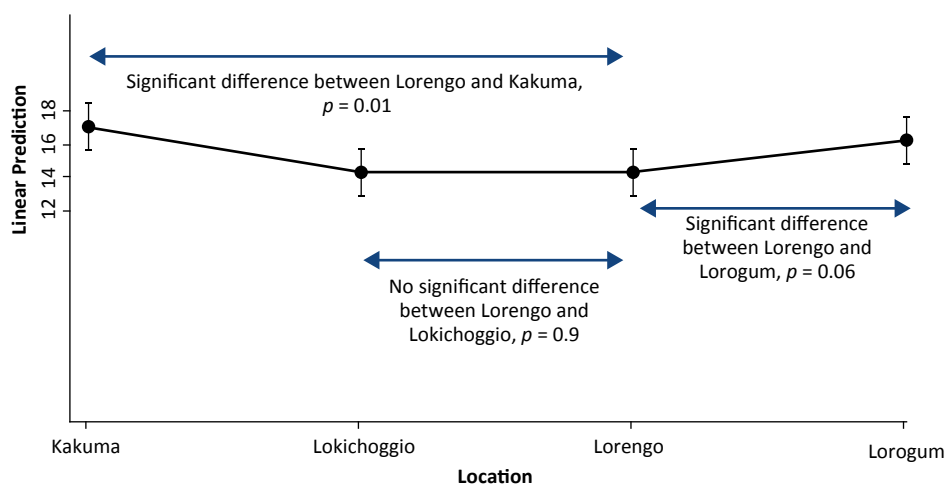 Significant difference between Lorengo and Kakuma,
p = 0.01
Linear Prediction
18
16
14
12
Significant difference
between Lorengo and
Lorogum, p = 0.06
No significant difference
between Lorengo and
Lokichoggio, p = 0.9
Kakuma
Lokichoggio
Lorengo
Lorogum
Location